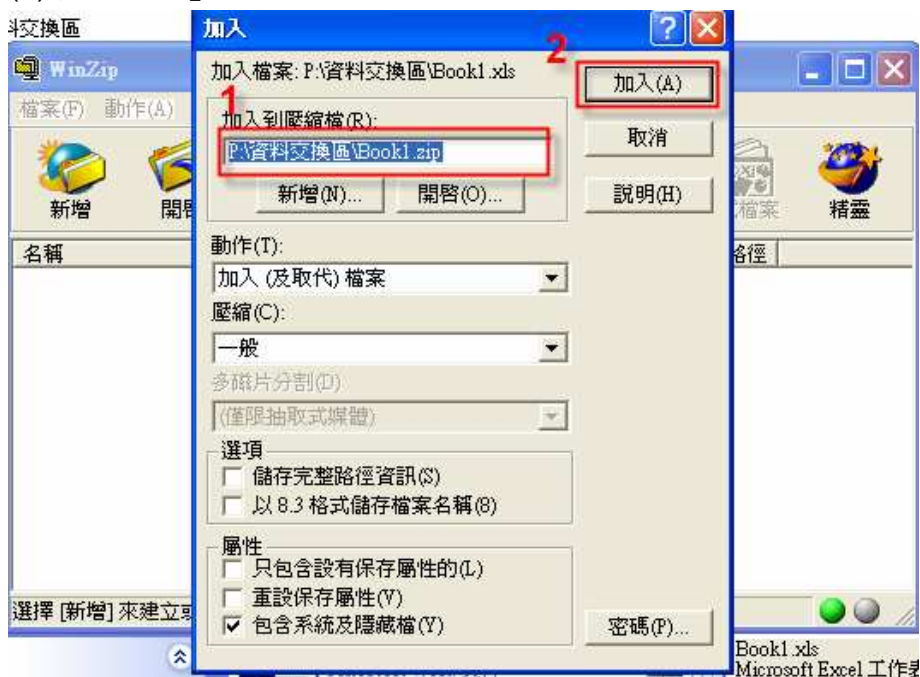 料交換區
加入
2
WinZip
加入檔案: P:\資料交換區\Book1.xls
加入(A)
檔案(F) 動作(A)
1
加入到壓縮檔(R):
P:\資料交換區\Book1.zip
取消
新增(N)... 開啓(O)...
說明(H)
新增
檔案
精靈
名稱
路徑
動作(T):
加入 (及取代) 檔案
壓縮(C):
一般
多磁片分割(D)
(僅限抽取式媒體)
選項
儲存完整路徑資訊(S)
以 8.3 格式儲存檔案名稱(8)
屬性
只包含設有保存屬性的(L)
重設保存屬性(V)
包含系統及隱藏檔(Y)
密碼(P)...
選擇 [新增] 來建立或
Book1.xls
Microsoft Excel 工作表